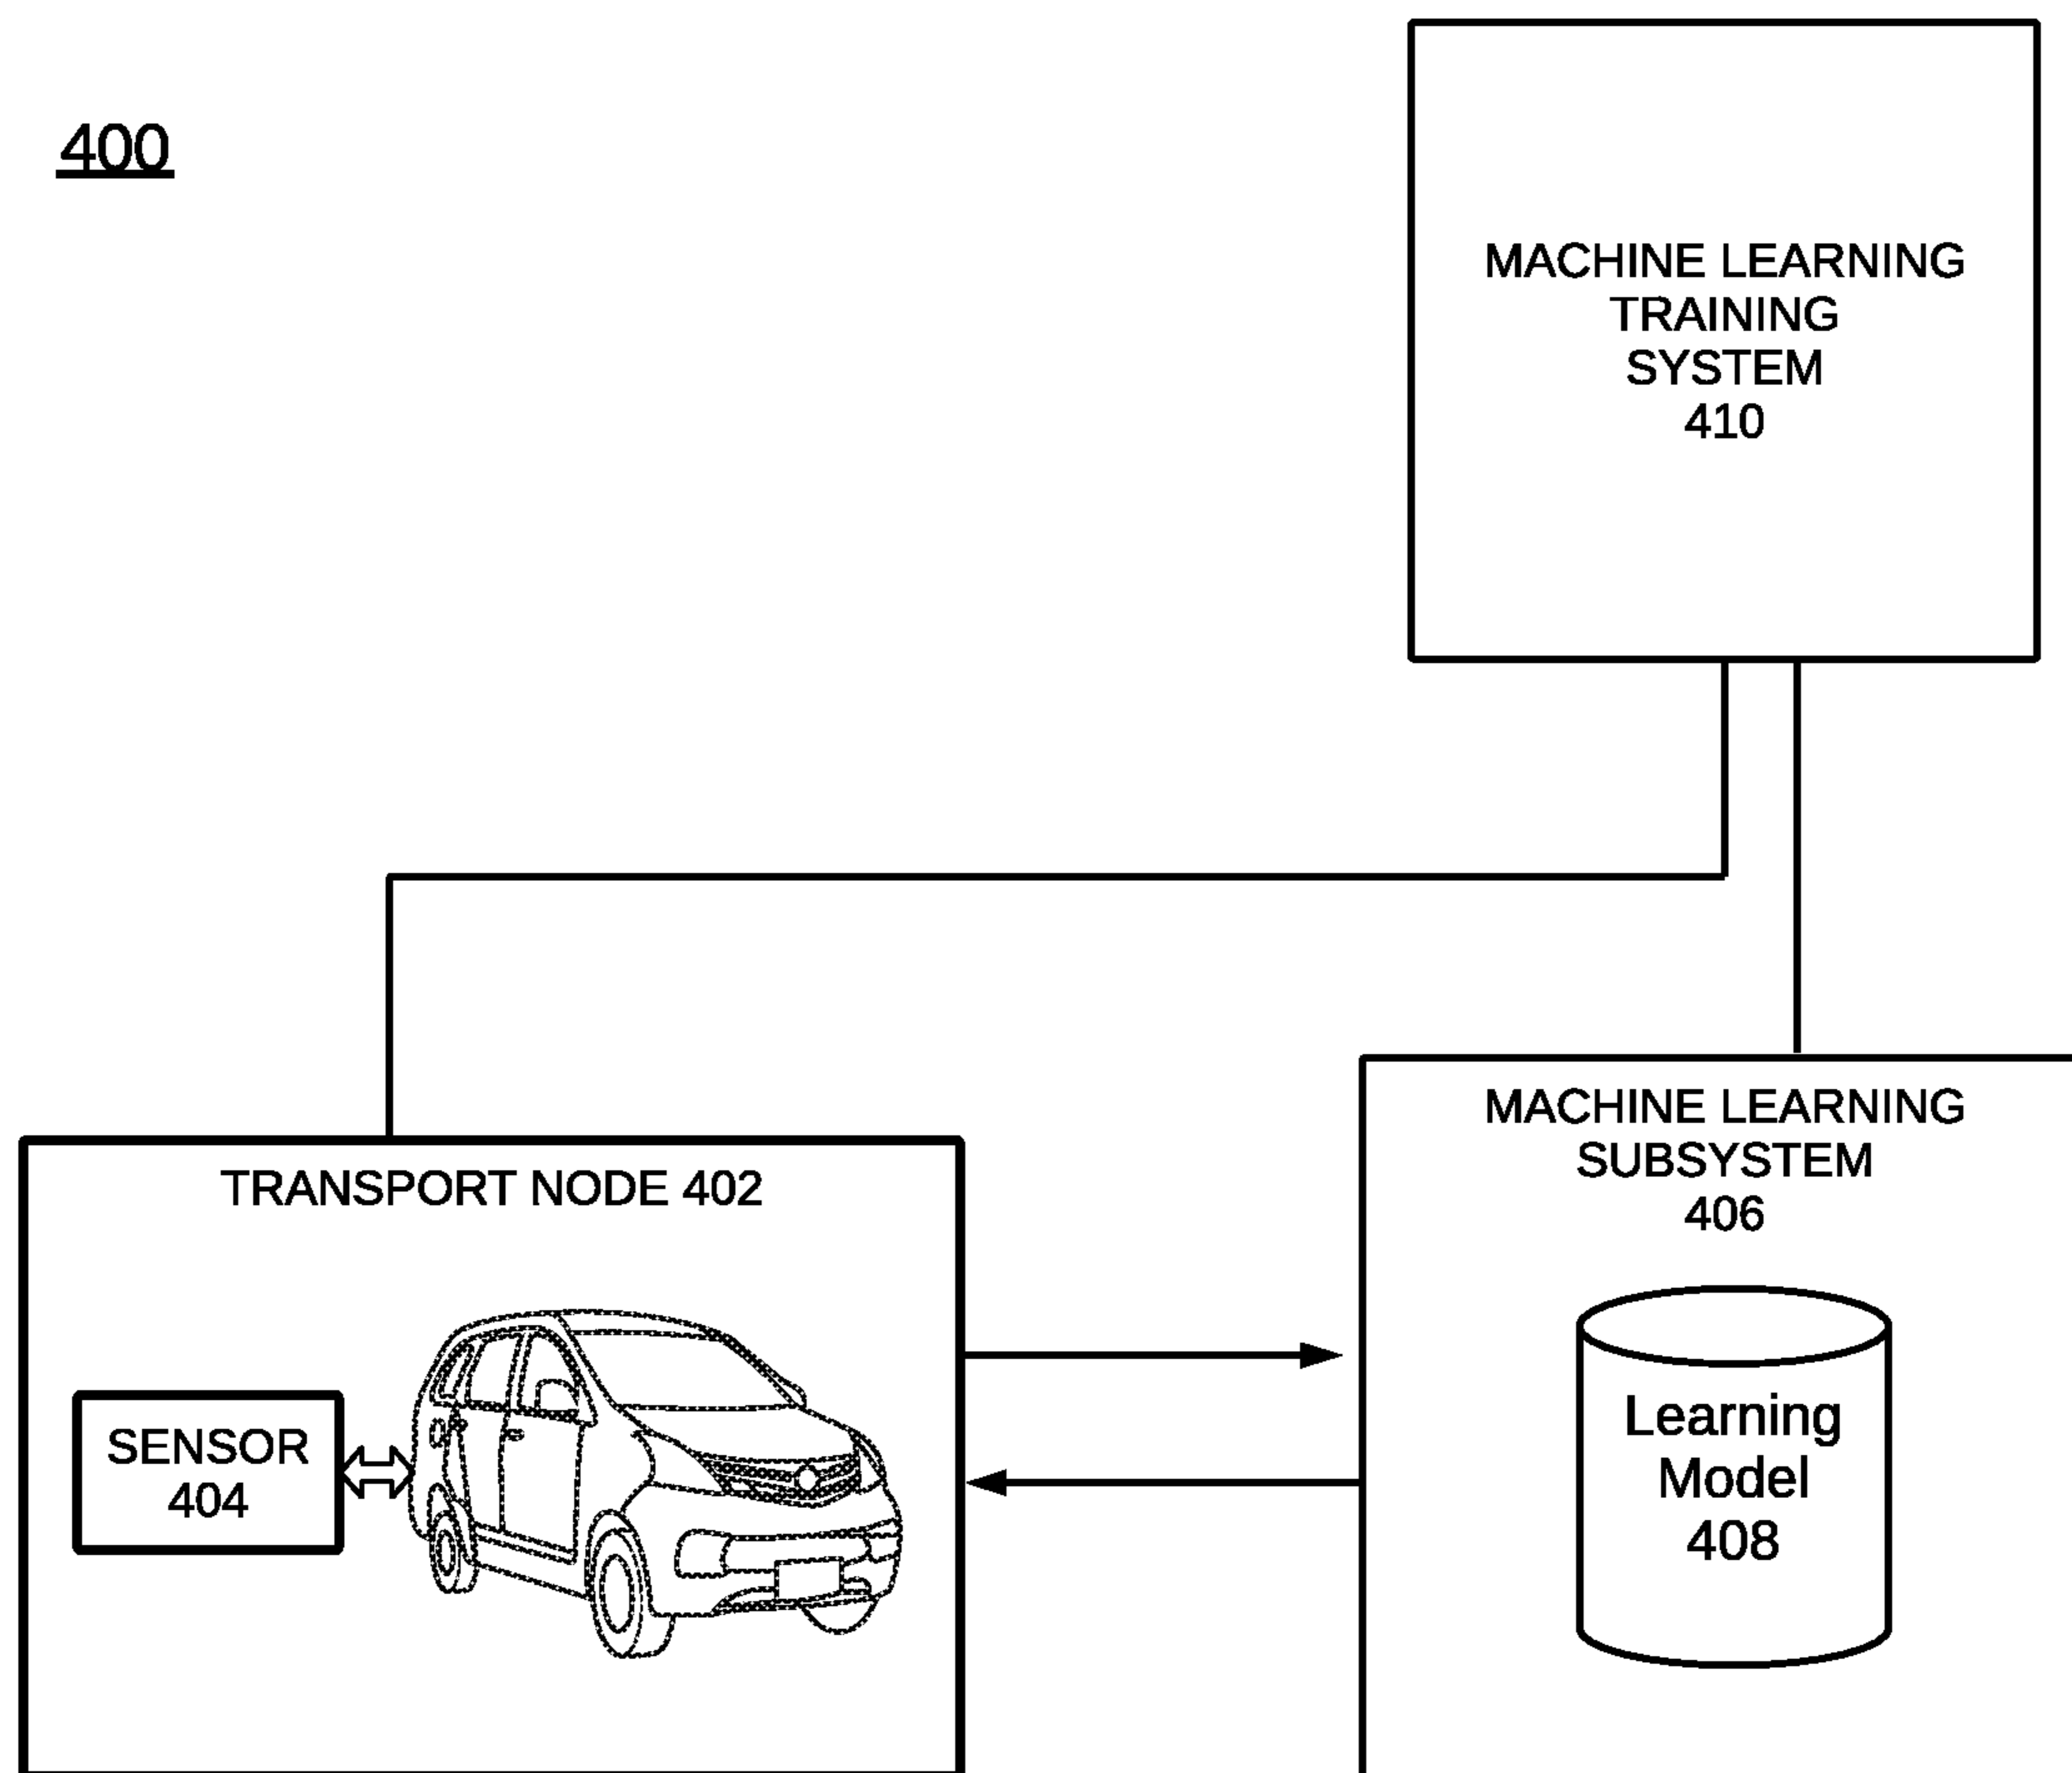 400
MACHINE LEARNING
TRAINING
SYSTEM
410
TRANSPORT NODE 402
SENSOR
404
MACHINE LEARNING
SUBSYSTEM
406
Learning
Model
408